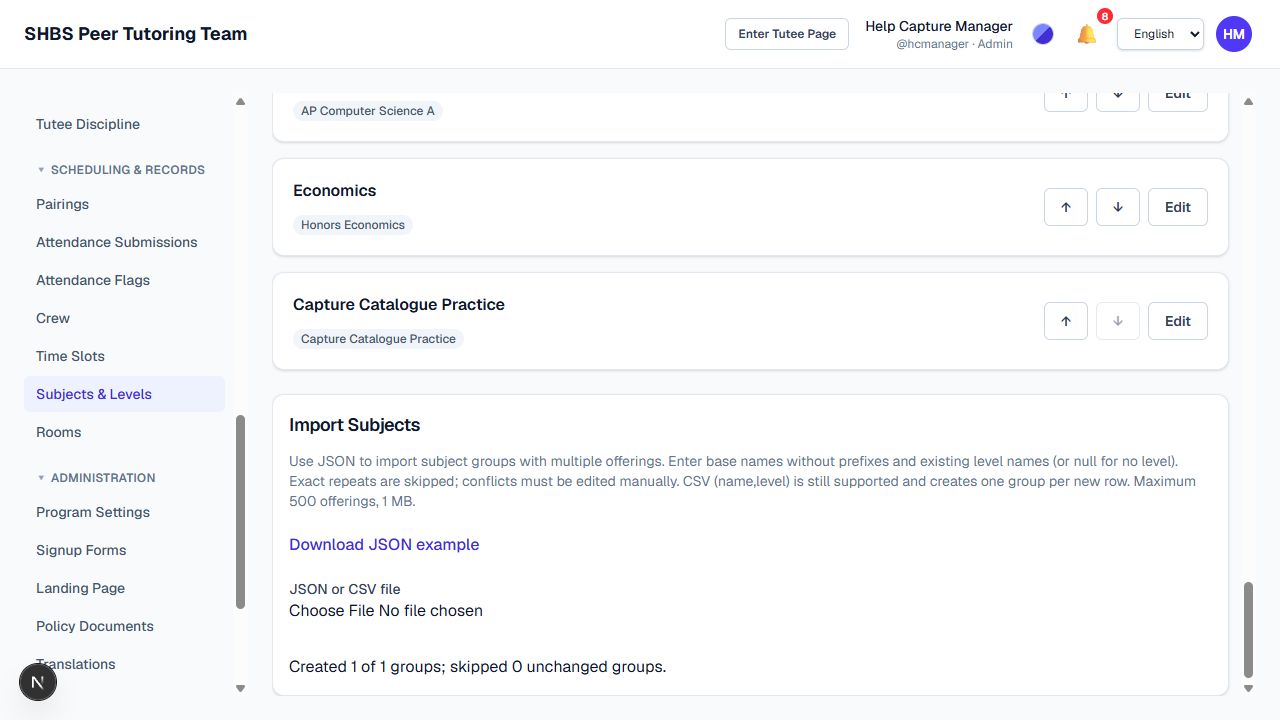 SHBS Peer Tutoring Team
Enter Tutee Page
Help Capture Manager
@hcmanager · Admin
8
English
HM
Tutee Discipline
SCHEDULING & RECORDS
Pairings
Attendance Submissions
Attendance Flags
Crew
Time Slots
Subjects & Levels
Rooms
ADMINISTRATION
Program Settings
Signup Forms
Landing Page
Policy Documents
Translations
N
AP Computer Science A
↑ ↓ Edit
Economics
Honors Economics
↑ ↓ Edit
Capture Catalogue Practice
Capture Catalogue Practice
↑ ↓ Edit
Import Subjects
Use JSON to import subject groups with multiple offerings. Enter base names without prefixes and existing level names (or null for no level).
Exact repeats are skipped; conflicts must be edited manually. CSV (name,level) is still supported and creates one group per new row. Maximum
500 offerings, 1 MB.
Download JSON example
JSON or CSV file
Choose File No file chosen
Created 1 of 1 groups; skipped 0 unchanged groups.